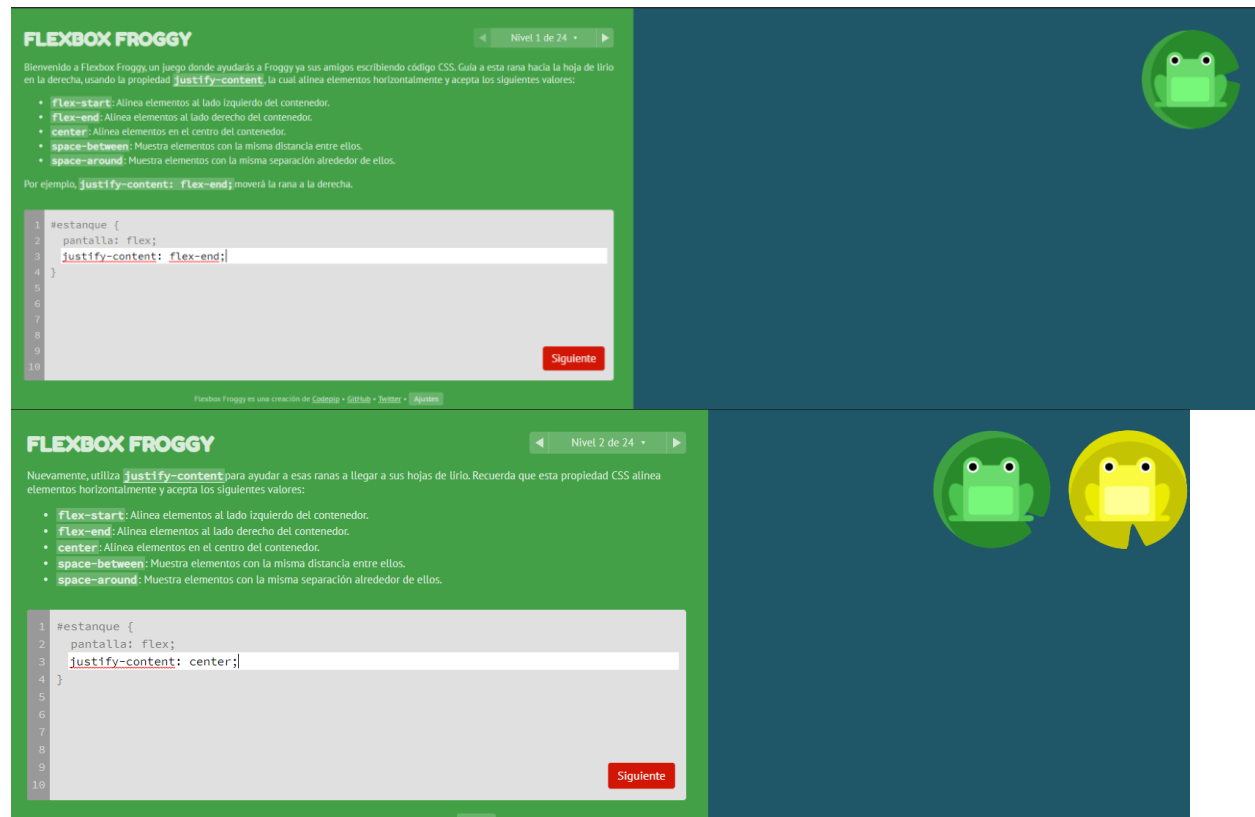 FLEXBOX FROGGY
Nivel 1 de 24
Bienvenido a Flexbox Froggy, un juego donde ayudarás a Froggy ya sus amigos escribiendo código CSS. Guía a esta rana hacia la hoja de lirio
en la derecha, usando la propiedad justify-content, la cual alinea elementos horizontalmente y acepta los siguientes valores:
• flex-start: Alinea elementos al lado izquierdo del contenedor.
• flex-end: Alinea elementos al lado derecho del contenedor.
• center: Alinea elementos en el centro del contenedor.
• space-between: Muestra elementos con la misma distancia entre ellos.
• space-around: Muestra elementos con la misma separación alrededor de ellos.
Por ejemplo, justify-content: flex-end; moverá la rana a la derecha.
1 #estanque {
2 pantalla: flex;
3 justify-content: flex-end;
4 }
5
6
7
8
9
10
Siguiente
Flexbox Froggy es una creación de Codepip • GitHub • Twitter • Ajustes
FLEXBOX FROGGY
Nivel 2 de 24
Nuevamente, utiliza justify-content para ayudar a esas ranas a llegar a sus hojas de lirio. Recuerda que esta propiedad CSS alinea
elementos horizontalmente y acepta los siguientes valores:
• flex-start: Alinea elementos al lado izquierdo del contenedor.
• flex-end: Alinea elementos al lado derecho del contenedor.
• center: Alinea elementos en el centro del contenedor.
• space-between: Muestra elementos con la misma distancia entre ellos.
• space-around: Muestra elementos con la misma separación alrededor de ellos.
1 #estanque {
2 pantalla: flex;
3 justify-content: center;
4 }
5
6
7
8
9
10
Siguiente